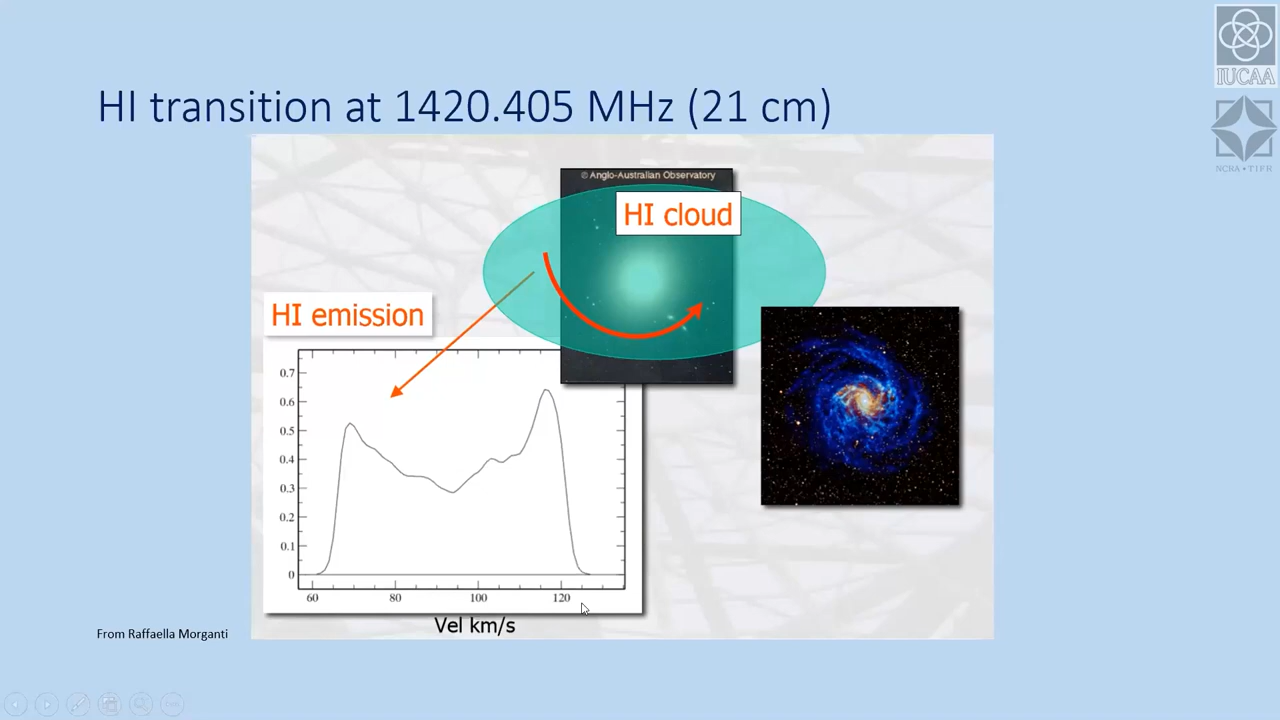 IUCAA
NCRA • TIFR
HI transition at 1420.405 MHz (21 cm)
© Anglo-Australian Observatory
HI cloud
HI emission
0.7
0.6
0.5
0.4
0.3
0.2
0.1
0
60 80 100 120
Vel km/s
From Raffaella Morganti